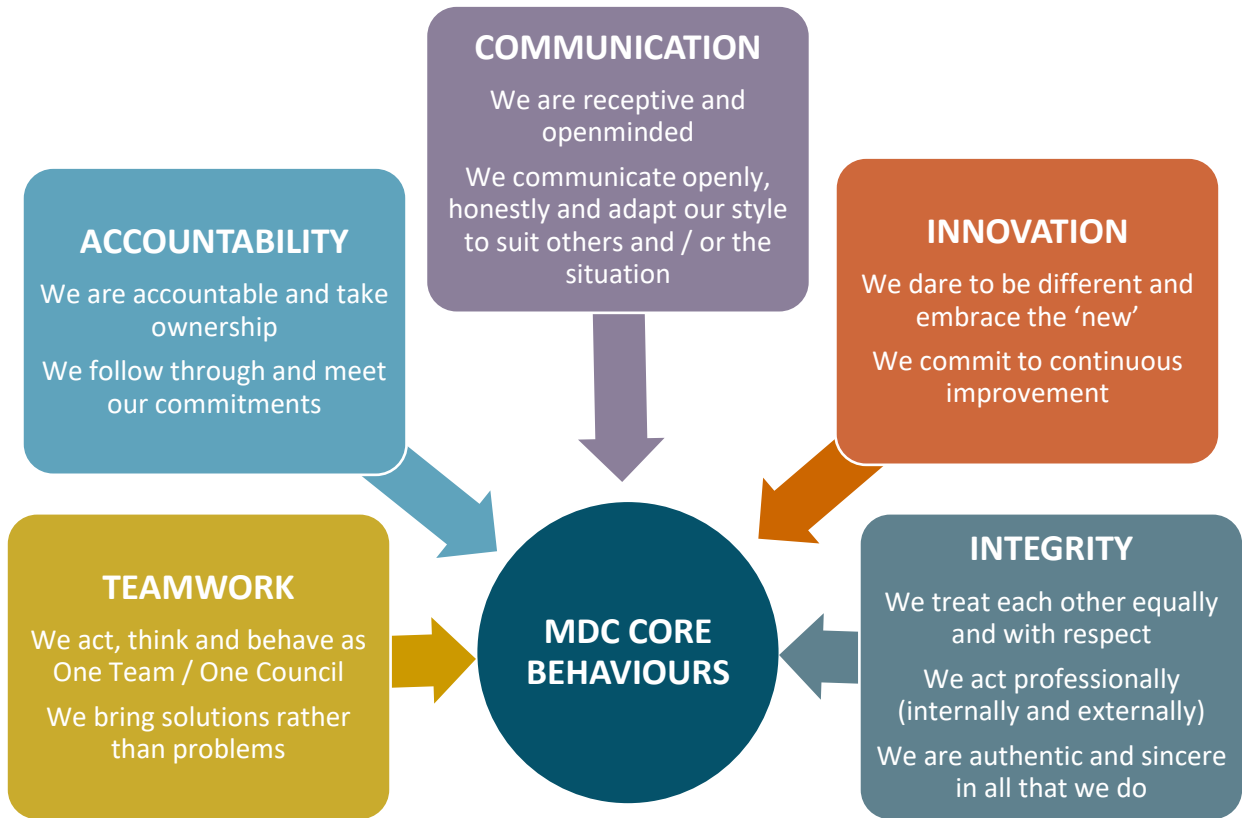 COMMUNICATION
We are receptive and
openminded
We communicate openly,
honestly and adapt our style
to suit others and / or the
situation
ACCOUNTABILITY
We are accountable and take
ownership
We follow through and meet
our commitments
INNOVATION
We dare to be different and
embrace the ‘new’
We commit to continuous
improvement
TEAMWORK
We act, think and behave as
One Team / One Council
We bring solutions rather
than problems
MDC CORE
BEHAVIOURS
INTEGRITY
We treat each other equally
and with respect
We act professionally
(internally and externally)
We are authentic and sincere
in all that we do